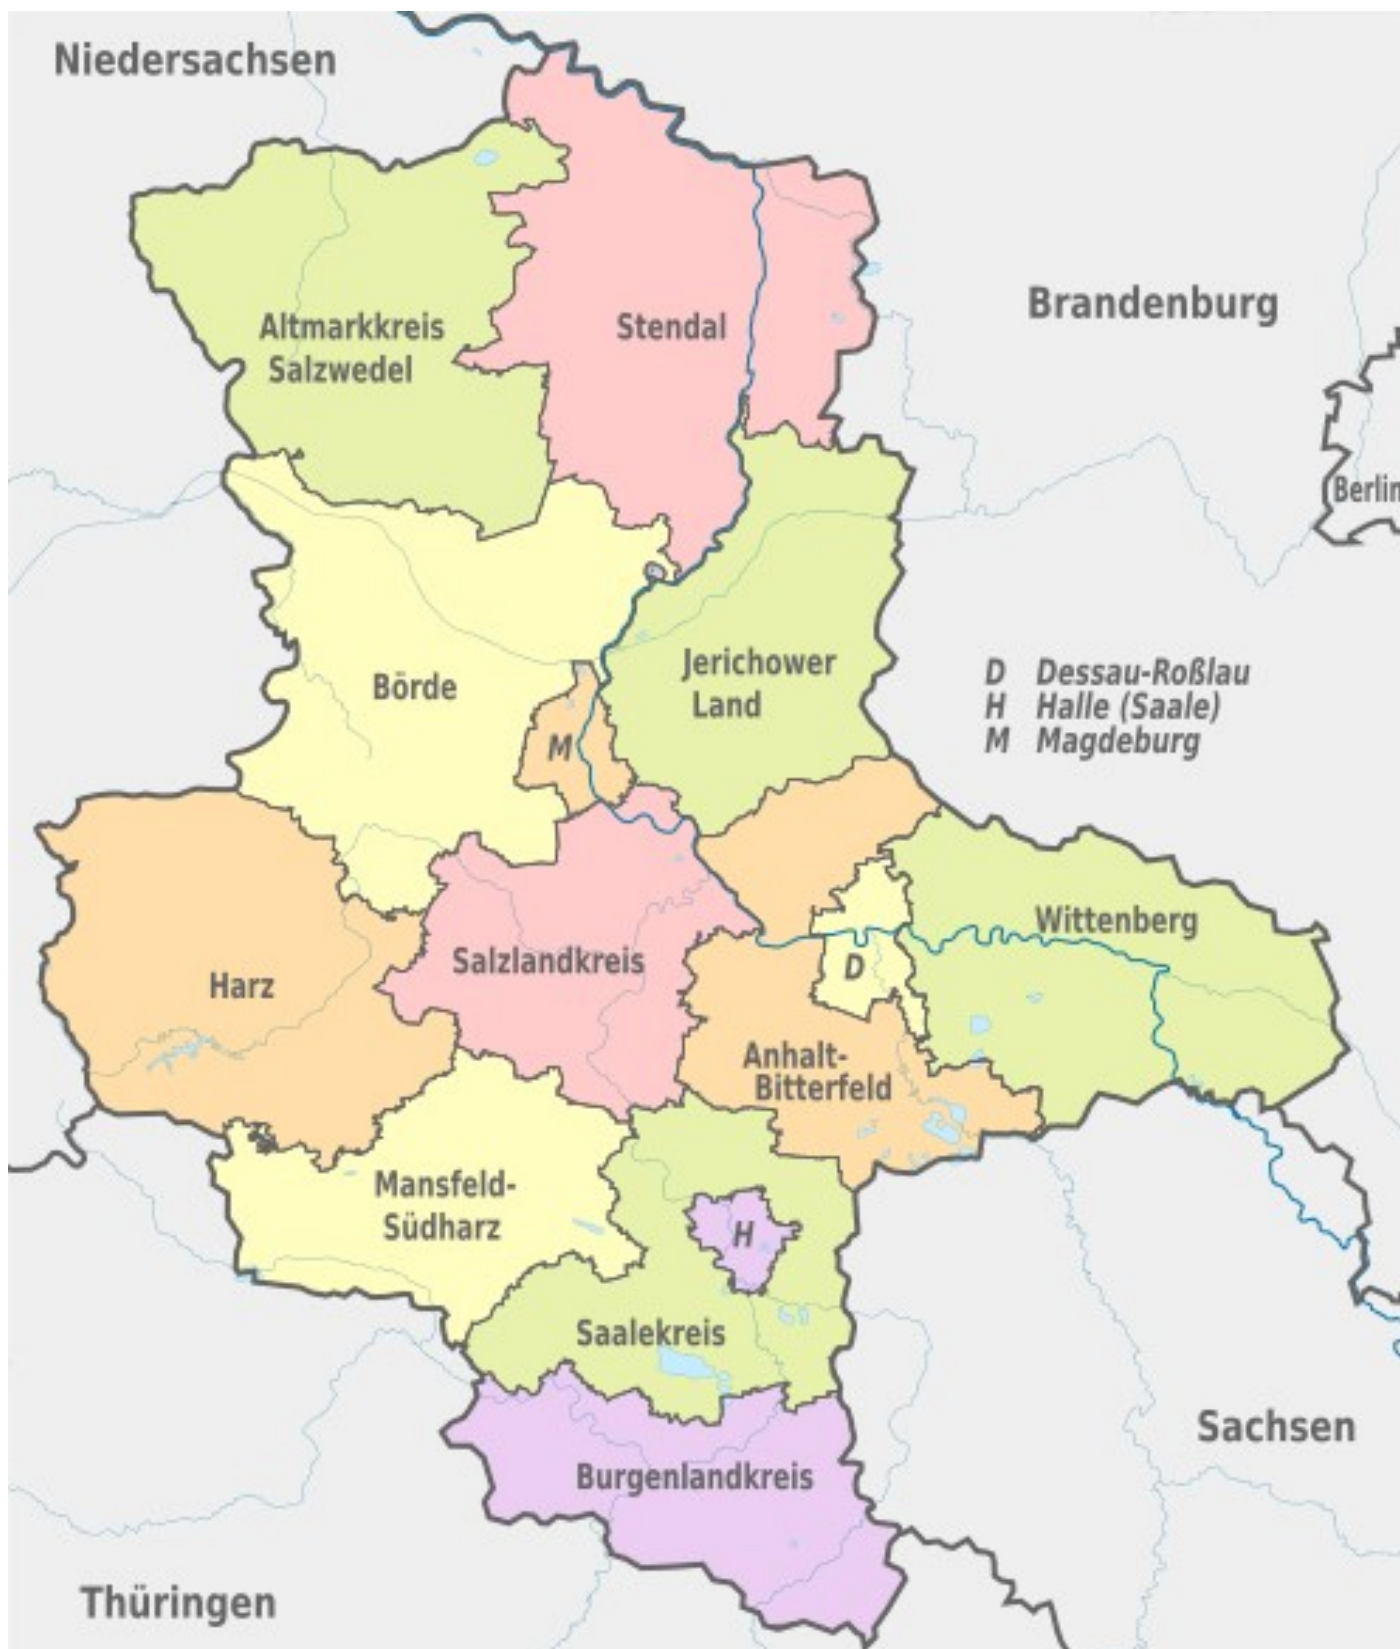 Niedersachsen
Brandenburg
Altmarkkreis
Salzwedel
Stendal
Berlin
Börde
Jerichower
Land
D Dessau-Roßlau
H Halle (Saale)
M Magdeburg
M
Wittenberg
Harz
Salzlandkreis
D
Anhalt-
Bitterfeld
Mansfeld-
Südharz
H
Saalekreis
Burgenlandkreis
Sachsen
Thüringen